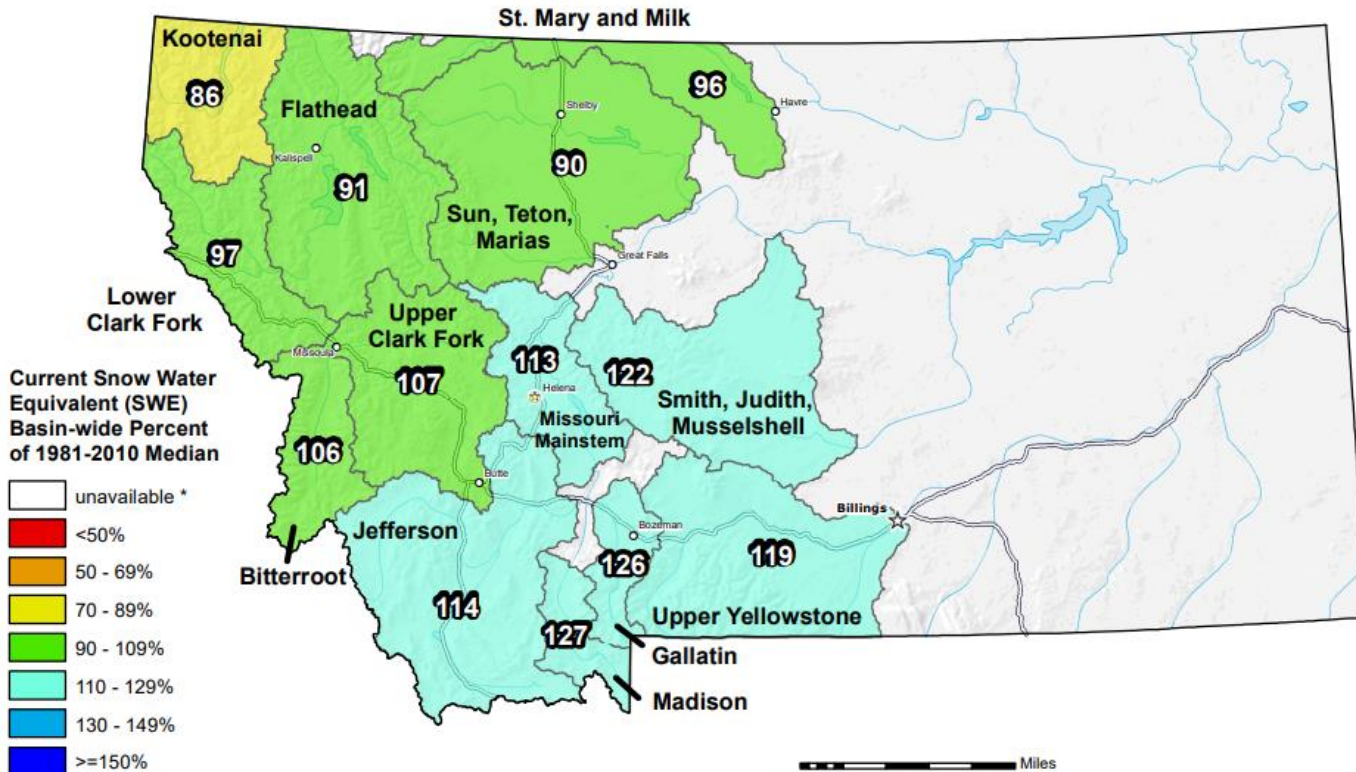 St. Mary and Milk
Kootenai
86
Flathead
Kalispell
91
Shelby
96
Havre
90
Sun, Teton,
Marias
97
Great Falls
Lower
Clark Fork
Upper
Clark Fork
Missoula
107
113
Helena
Missouri
Mainstem
122
Smith, Judith,
Musselshell
106
Butte
Bitterroot
Jefferson
114
Bozeman
126
119
Billings
Upper Yellowstone
127
Gallatin
Madison
Current Snow Water
Equivalent (SWE)
Basin-wide Percent
of 1981-2010 Median
unavailable *
<50%
50 - 69%
70 - 89%
90 - 109%
110 - 129%
130 - 149%
>=150%
Miles